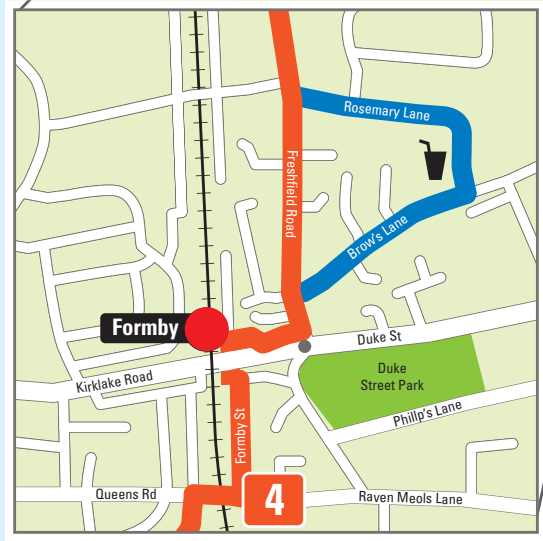 Rosemary Lane
Freshfield Road
Brow's Lane
Formby
Duke St
Duke
Street Park
Kirklake Road
Phillp's Lane
Formby St
Queens Rd
4
Raven Meols Lane